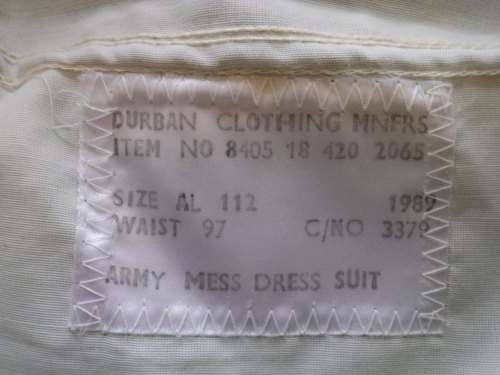 DURBAN CLOTHING MNFRS
ITEM NO 8405 18 420 2065
SIZE AL 112 1989
WAIST 97 C/NO 3379
ARMY MESS DRESS SUIT